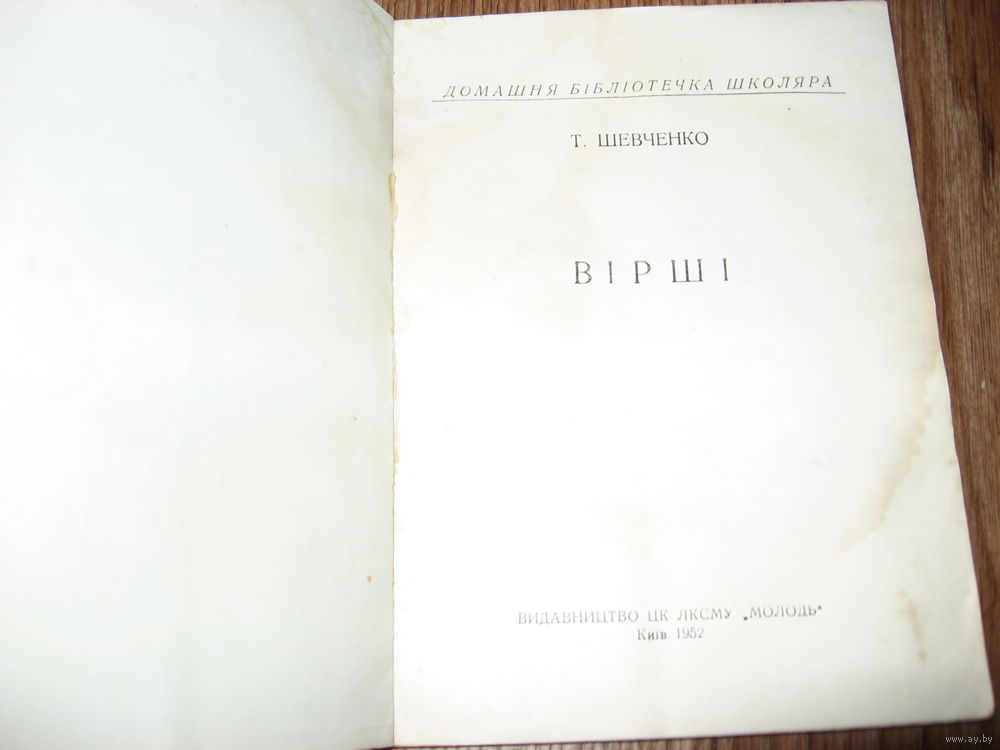 ДОМАШНЯ БІБЛІОТЕЧКА ШКОЛЯРА
Т. ШЕВЧЕНКО
ВІРШІ
ВИДАВНИЦТВО ЦК ЛКСМУ „МОЛОДЬ“
Київ 1952
www.ay.by